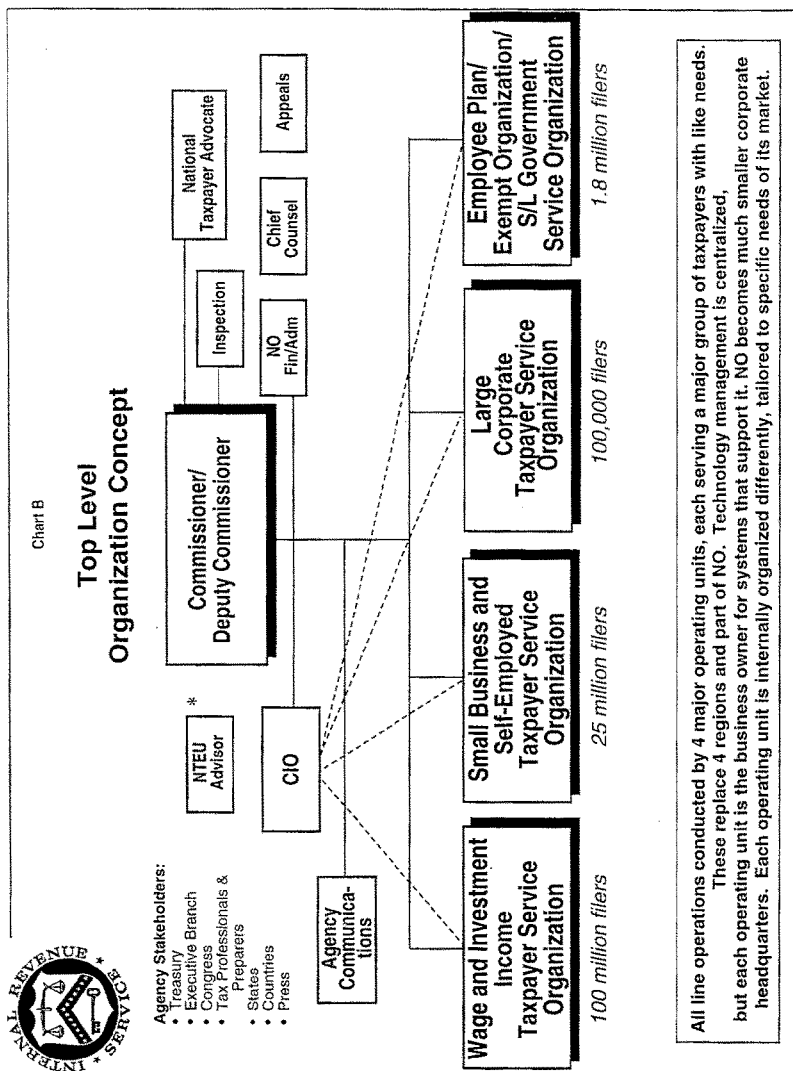 Chart B
INTERNAL REVENUE
* SERVICE *
Top Level
Organization Concept
Agency Stakeholders:
• Treasury
• Executive Branch
• Congress
• Tax Professionals &
Preparers
• States
• Countries
• Press
NTEU
Advisor
*
Commissioner/
Deputy Commissioner
National
Taxpayer Advocate
Inspection
CIO
NO
Fin/Adm
Chief
Counsel
Appeals
Agency
Communica-
tions
Wage and Investment
Income
Taxpayer Service
Organization
100 million filers
Small Business and
Self-Employed
Taxpayer Service
Organization
25 million filers
Large
Corporate
Taxpayer Service
Organization
100,000 filers
Employee Plan/
Exempt Organization/
S/L Government
Service Organization
1.8 million filers
All line operations conducted by 4 major operating units, each serving a major group of taxpayers with like needs.
These replace 4 regions and part of NO. Technology management is centralized,
but each operating unit is the business owner for systems that support it. NO becomes much smaller corporate
headquarters. Each operating unit is internally organized differently, tailored to specific needs of its market.